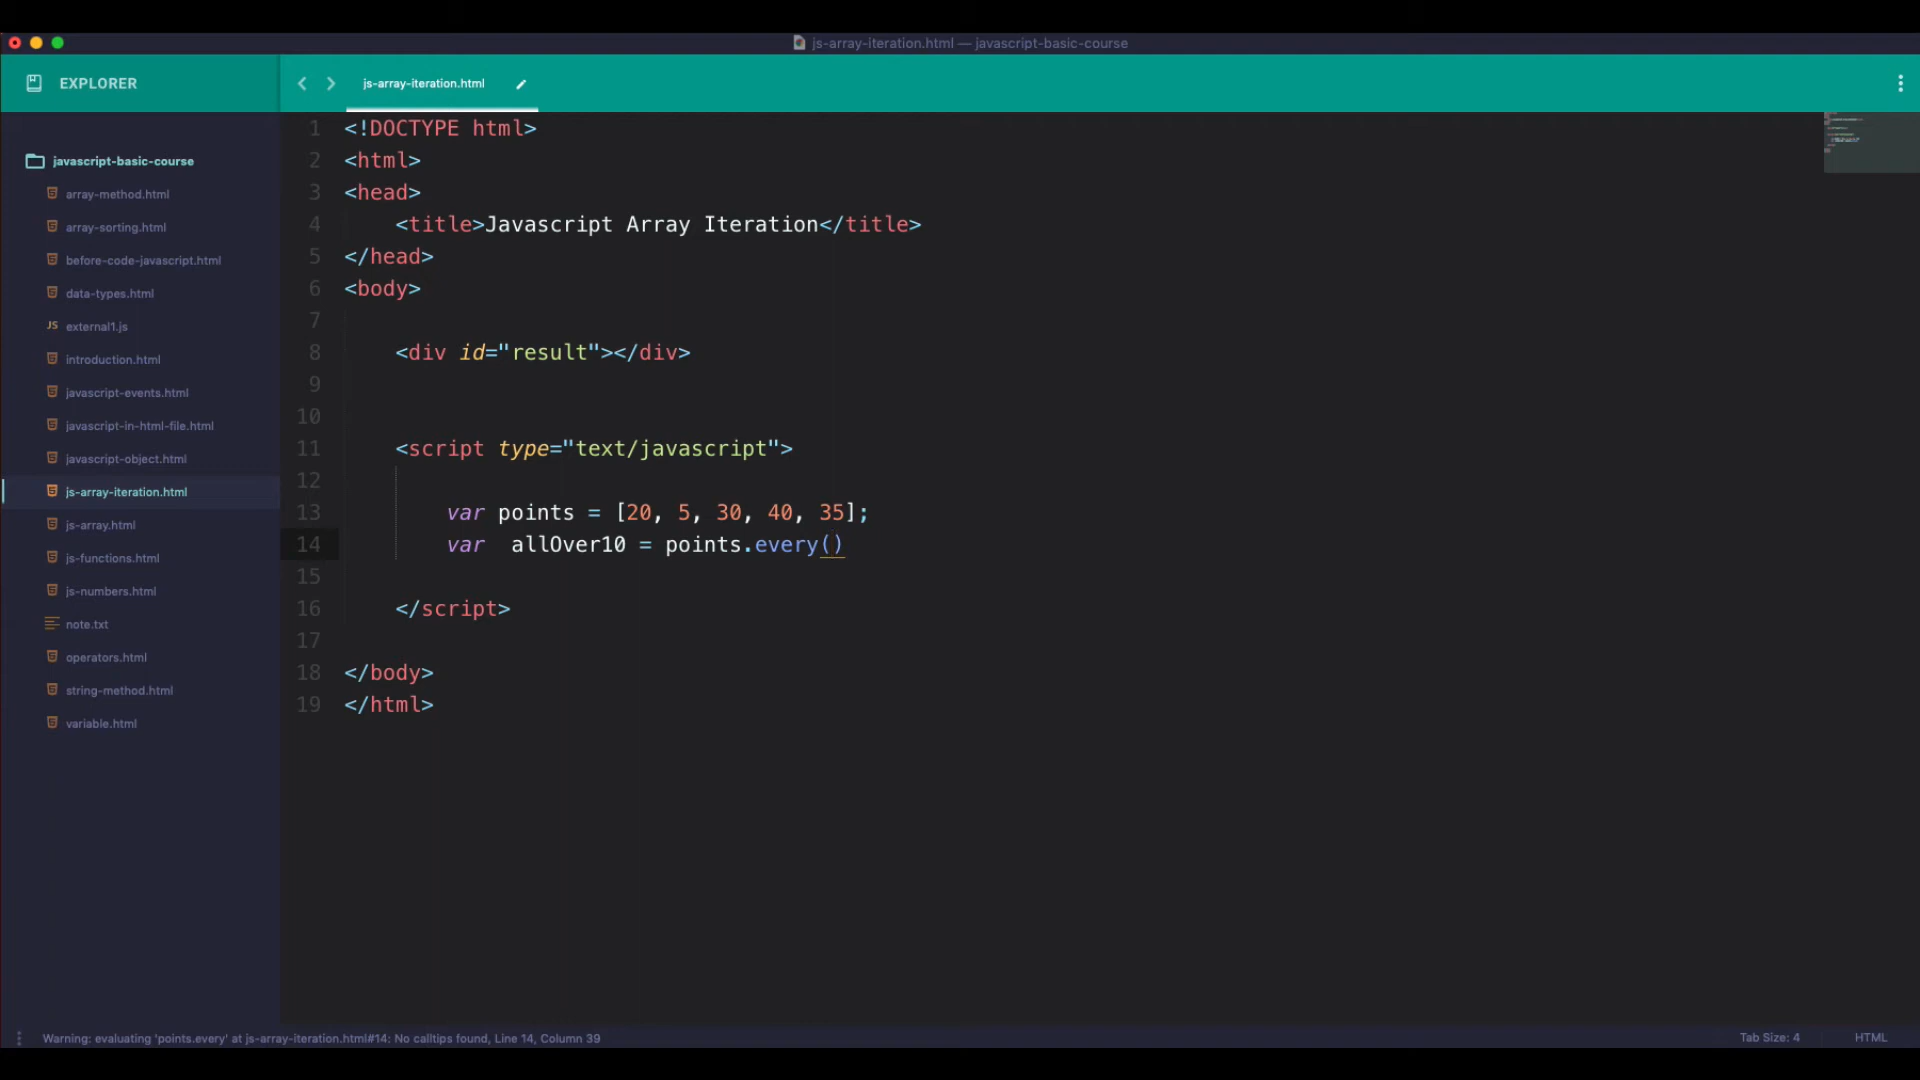 js-array-iteration.html — javascript-basic-course
EXPLORER
js-array-iteration.html
javascript-basic-course
array-method.html
array-sorting.html
before-code-javascript.html
data-types.html
JS external1.js
introduction.html
javascript-events.html
javascript-in-html-file.html
javascript-object.html
js-array-iteration.html
js-array.html
js-functions.html
js-numbers.html
note.txt
operators.html
string-method.html
variable.html
1 <!DOCTYPE html>
2 <html>
3 <head>
4 <title>Javascript Array Iteration</title>
5 </head>
6 <body>
7
8 <div id="result"></div>
9
10
11 <script type="text/javascript">
12
13 var points = [20, 5, 30, 40, 35];
14 var  allOver10 = points.every()
15
16 </script>
17
18 </body>
19 </html>
Warning: evaluating 'points.every' at js-array-iteration.html#14: No calltips found, Line 14, Column 39
Tab Size: 4
HTML